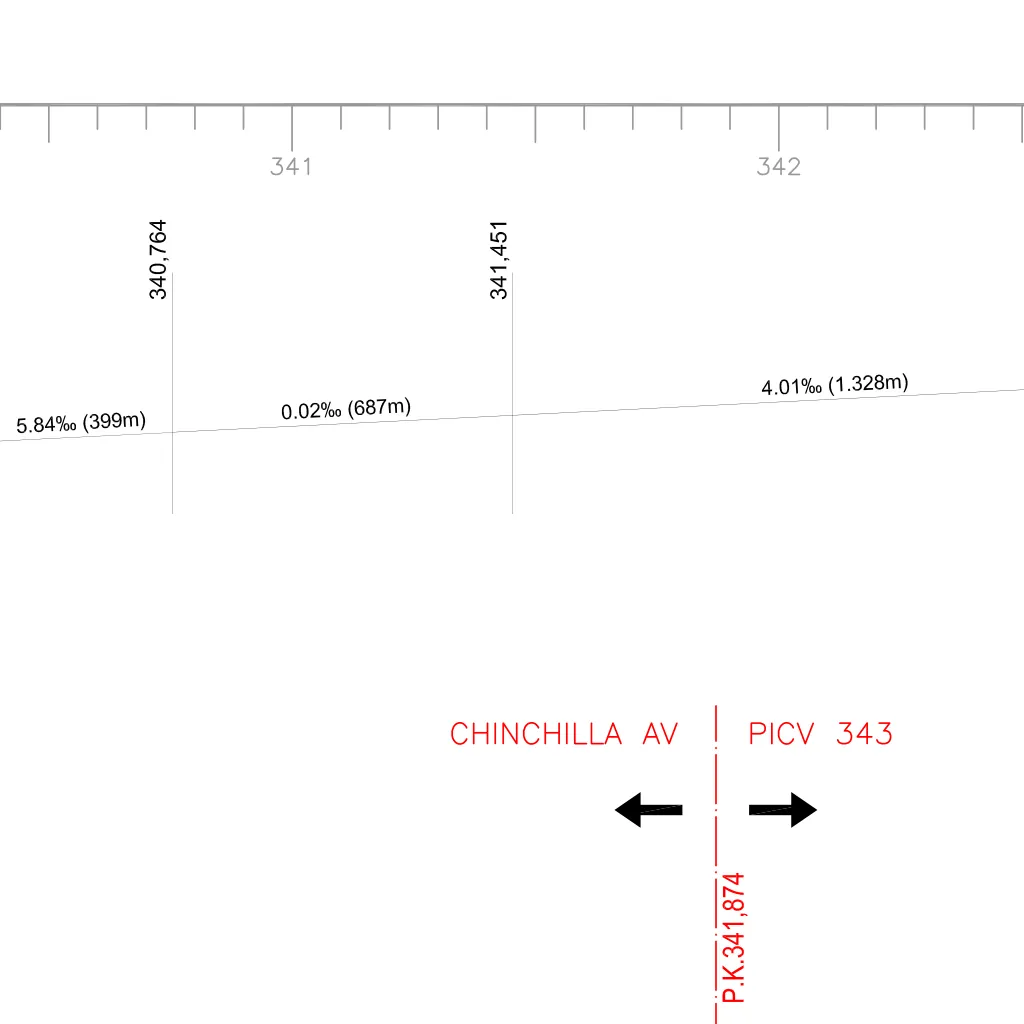 341
342
340,764
341,451
5.84‰ (399m)
0.02‰ (687m)
4.01‰ (1.328m)
CHINCHILLA AV
PICV 343
P.K.341,874